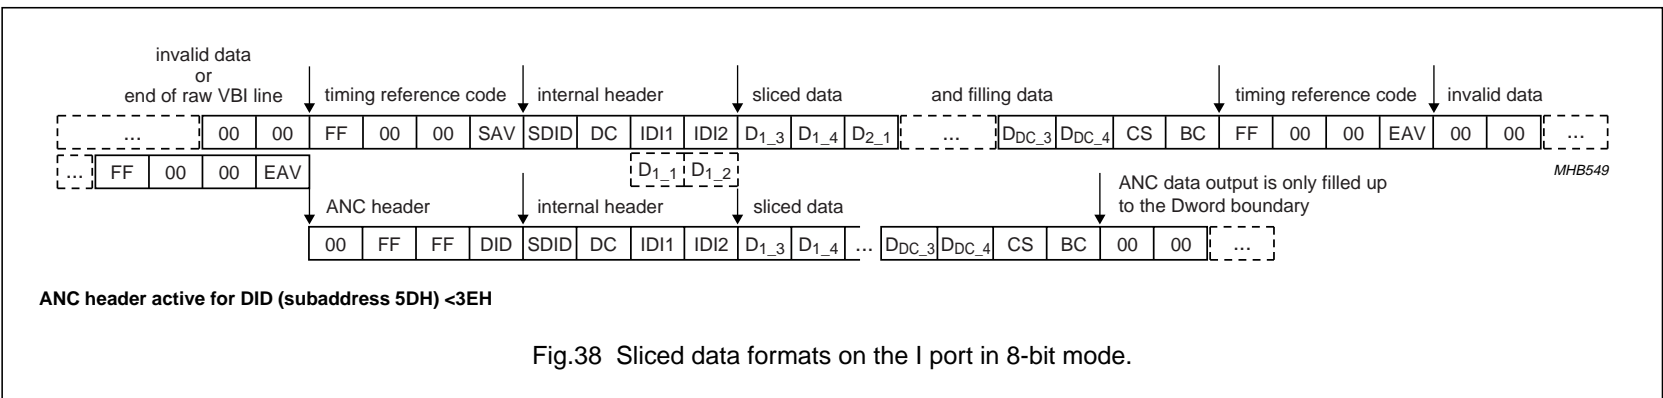 invalid data
or
end of raw VBI line
timing reference code
internal header
sliced data
and filling data
timing reference code
invalid data
... 00 00 FF 00 00 SAV SDID DC IDI1 IDI2 D1_3 D1_4 D2_1 ... DDC_3 DDC_4 CS BC FF 00 00 EAV 00 00 ...
... FF 00 00 EAV D1_1 D1_2
MHB549
ANC header
internal header
sliced data
ANC data output is only filled up
to the Dword boundary
00 FF FF DID SDID DC IDI1 IDI2 D1_3 D1_4 ... DDC_3 DDC_4 CS BC 00 00 ...
ANC header active for DID (subaddress 5DH) <3EH
Fig.38 Sliced data formats on the I port in 8-bit mode.